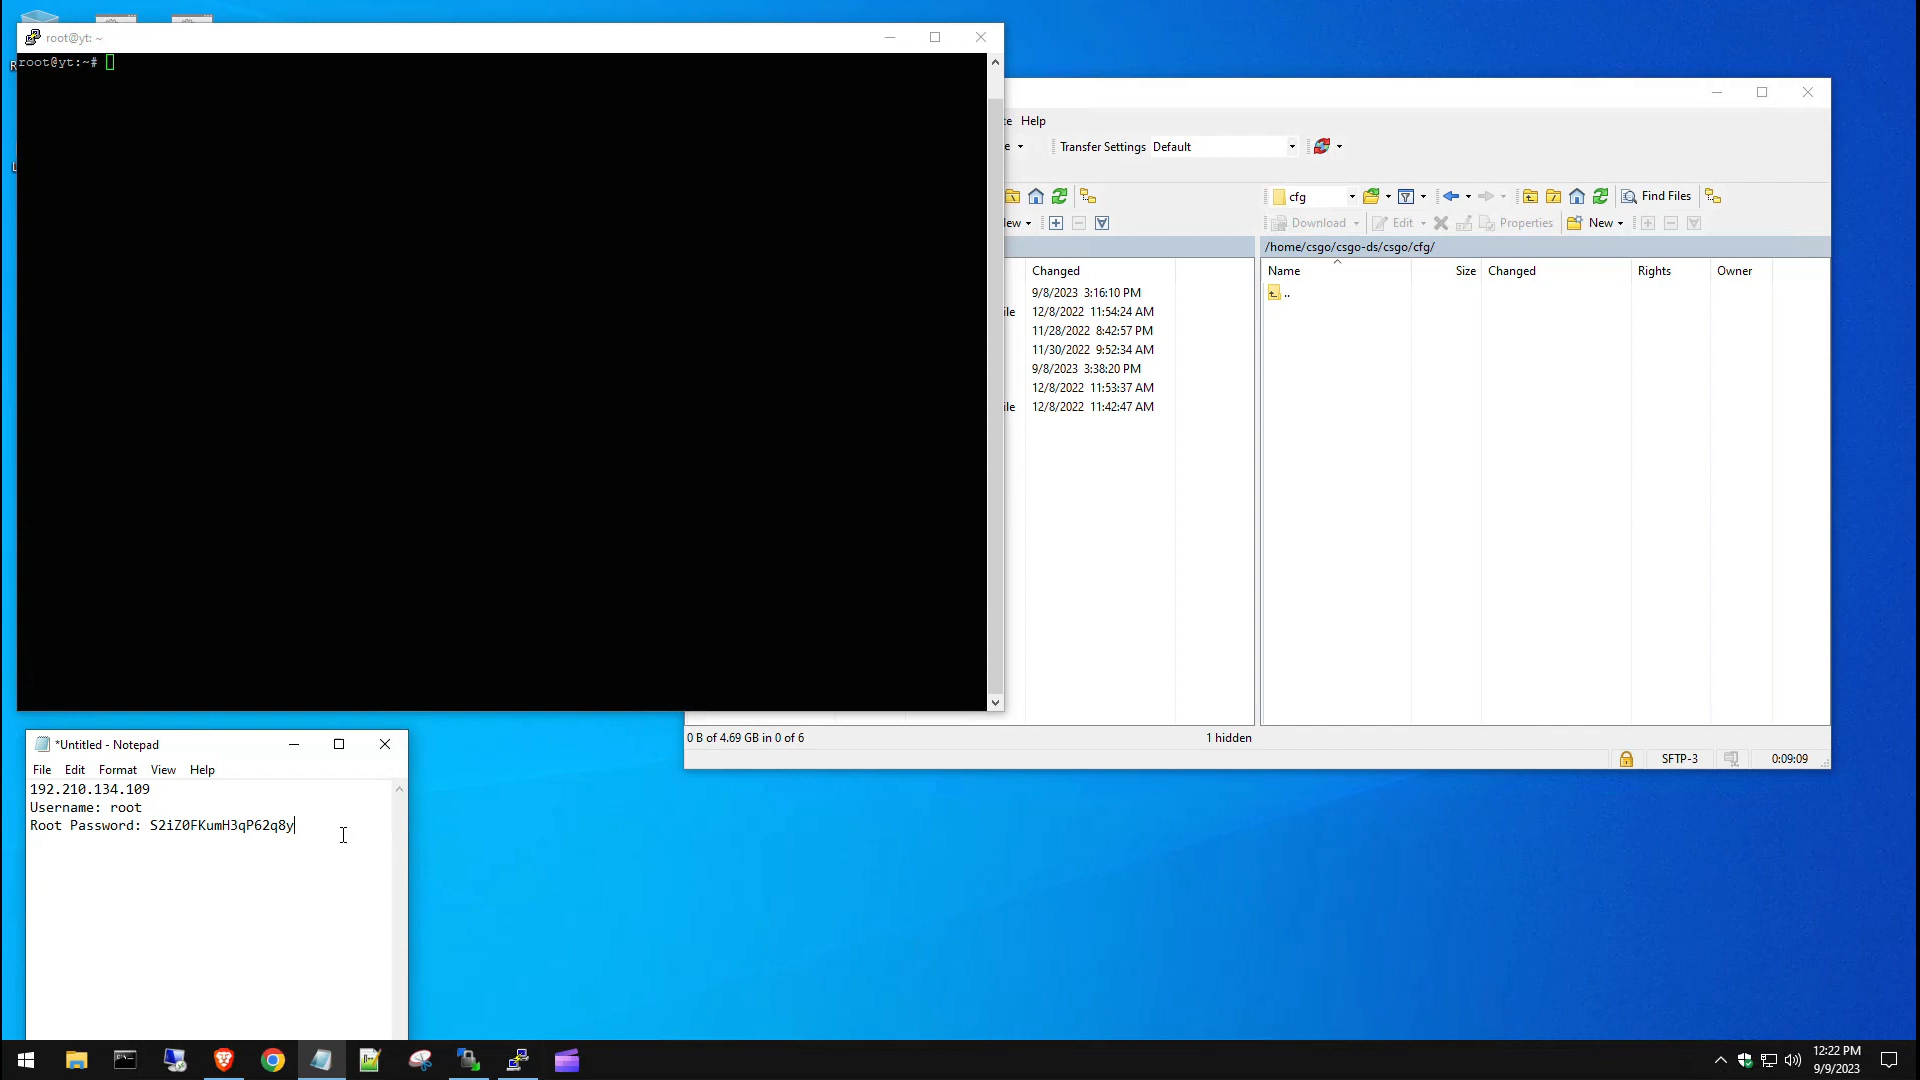 root@yt: ~
root@yt:~#
Help
Transfer Settings Default
cfg
Find Files
Download
Edit
Properties
New
/home/csgo/csgo-ds/csgo/cfg/
Changed
Name
Size
Changed
Rights
Owner
9/8/2023 3:16:10 PM
..
12/8/2022 11:54:24 AM
11/28/2022 8:42:57 PM
11/30/2022 9:52:34 AM
9/8/2023 3:38:20 PM
12/8/2022 11:53:37 AM
12/8/2022 11:42:47 AM
0 B of 4.69 GB in 0 of 6
1 hidden
SFTP-3
0:09:09
*Untitled - Notepad
File Edit Format View Help
192.210.134.109
Username: root
Root Password: S2iZ0FKumH3qP62q8y
12:22 PM
9/9/2023